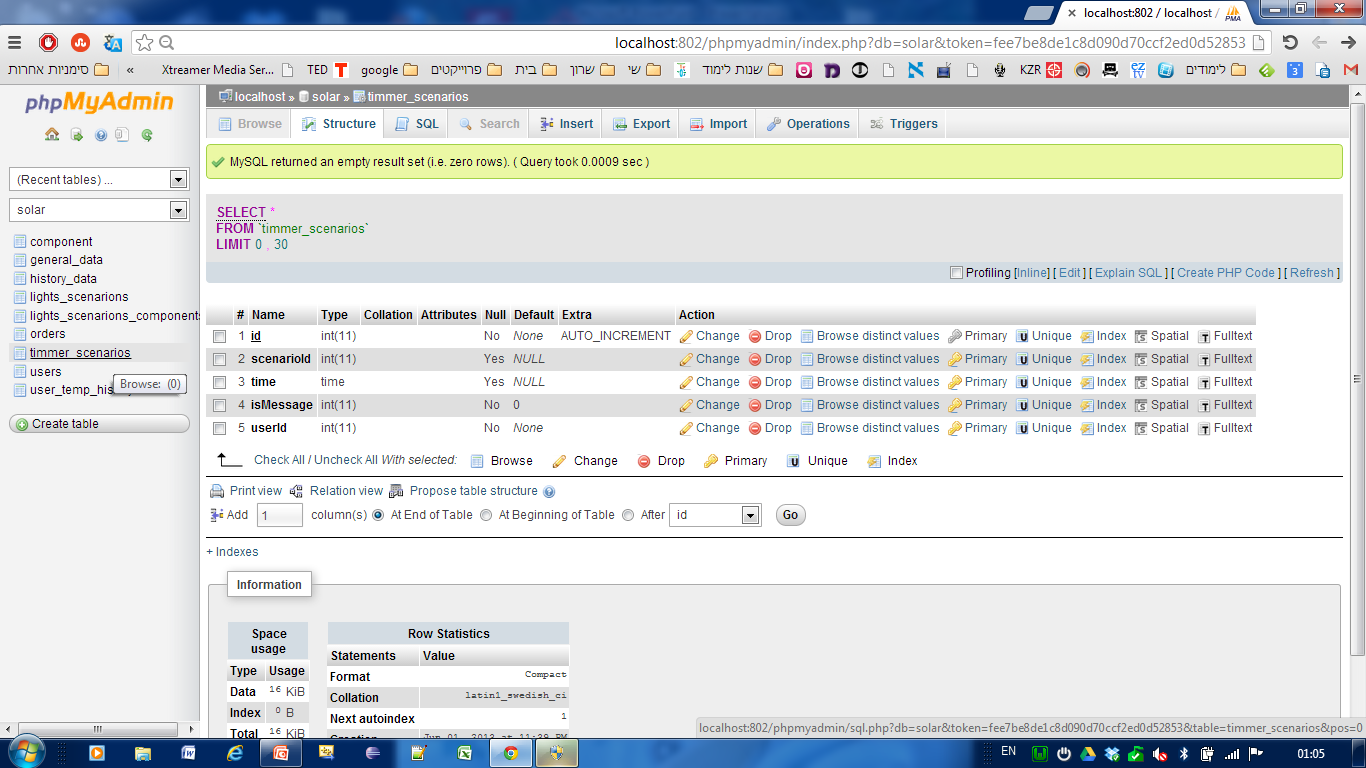 localhost:802 / localhost /
localhost:802/phpmyadmin/index.php?db=solar&token=fee7be8de1c8d090d70ccf2ed0d52853
סימניות אחרות
«
Xtreamer Media Ser...
TED
google
פרוייקטים
בית
שרוך
שי
שנות לימוד
KZR
לימודים
phpMyAdmin
(Recent tables) ...
solar
component
general_data
history_data
lights_scenarions
lights_scenarions_components
orders
timmer_scenarios
users
user_temp_his
Browse: (0)
Create table
localhost » solar » timmer_scenarios
Browse Structure SQL Search Insert Export Import Operations Triggers
MySQL returned an empty result set (i.e. zero rows). ( Query took 0.0009 sec )
SELECT *
FROM `timmer_scenarios`
LIMIT 0 , 30
Profiling [Inline] [ Edit ] [ Explain SQL ] [ Create PHP Code ] [ Refresh ]
# Name Type Collation Attributes Null Default Extra Action
1 id int(11) No None AUTO_INCREMENT Change Drop Browse distinct values Primary Unique Index Spatial Fulltext
2 scenarioId int(11) Yes NULL Change Drop Browse distinct values Primary Unique Index Spatial Fulltext
3 time time Yes NULL Change Drop Browse distinct values Primary Unique Index Spatial Fulltext
4 isMessage int(11) No 0 Change Drop Browse distinct values Primary Unique Index Spatial Fulltext
5 userId int(11) No None Change Drop Browse distinct values Primary Unique Index Spatial Fulltext
Check All / Uncheck All With selected: Browse Change Drop Primary Unique Index
Print view Relation view Propose table structure
Add 1 column(s) At End of Table At Beginning of Table After id Go
+ Indexes
Information
Space usage
Type Usage
Data 16 KiB
Index 0 B
Total 16 KiB
Row Statistics
Statements Value
Format Compact
Collation latin1_swedish_ci
Next autoindex 1
localhost:802/phpmyadmin/sql.php?db=solar&token=fee7be8de1c8d090d70ccf2ed0d52853&table=timmer_scenarios&pos=0
EN
01:05